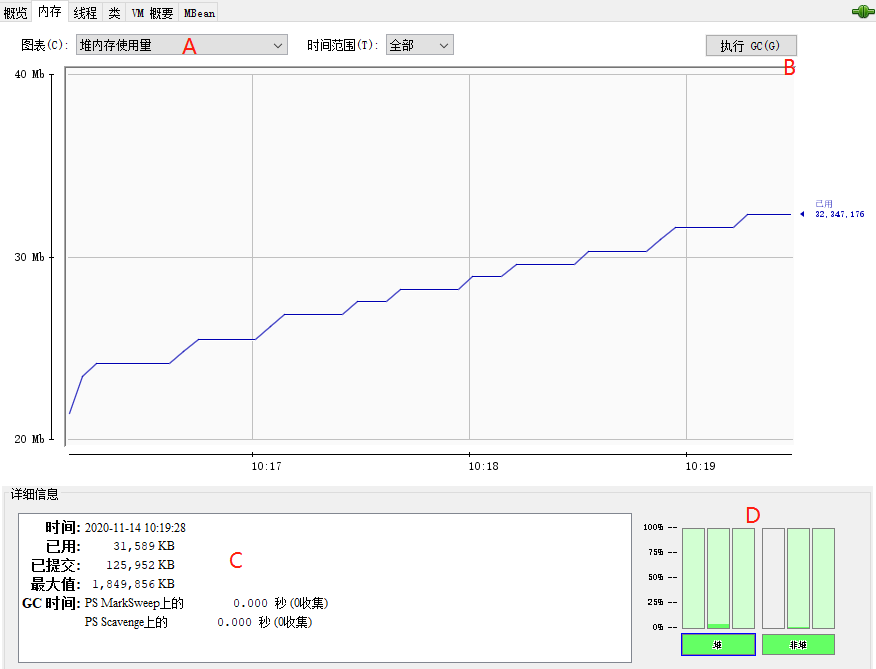 概览 内存 线程 类 VM 概要 MBean
图表(C): 堆内存使用量 A 时间范围(T): 全部 执行 GC(G)
B
40 Mb
已用
32,347,176
30 Mb
20 Mb
10:17 10:18 10:19
详细信息
时间: 2020-11-14 10:19:28
已用: 31,589 KB
已提交: 125,952 KB
最大值: 1,849,856 KB
GC 时间: PS MarkSweep上的 0.000 秒 (0收集)
PS Scavenge上的 0.000 秒 (0收集)
C
D
100%
75%
50%
25%
0%
堆 非堆